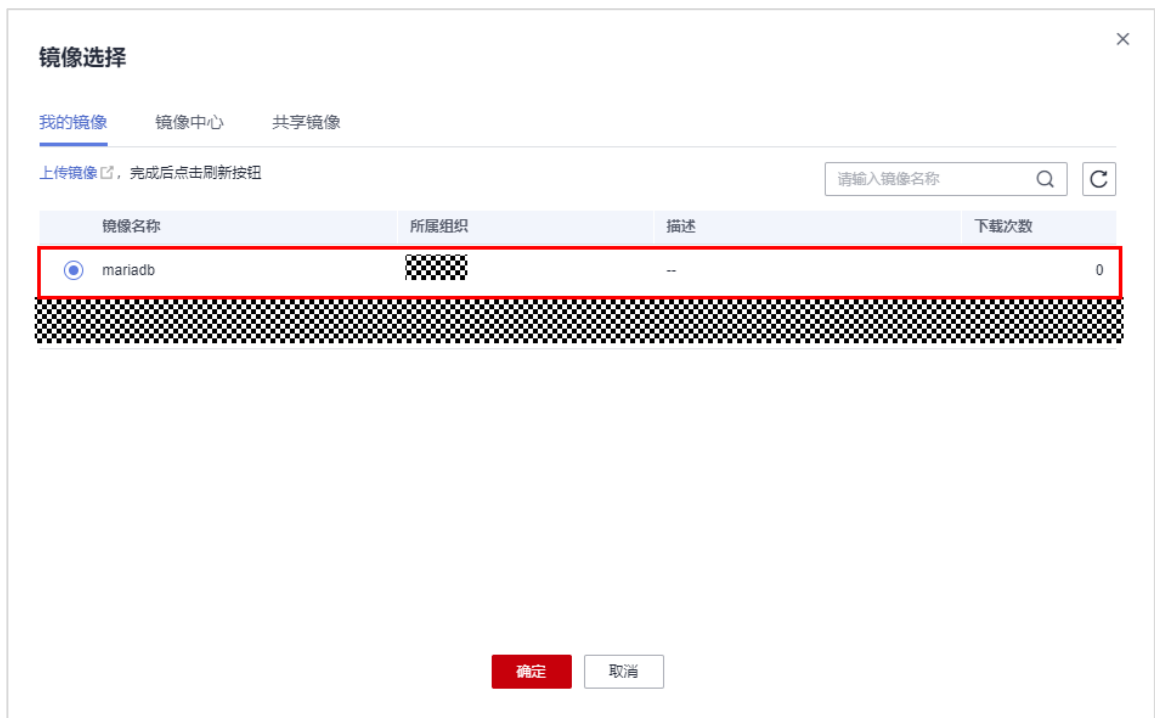 镜像选择
我的镜像 镜像中心 共享镜像
上传镜像，完成后点击刷新按钮 请输入镜像名称
镜像名称 所属组织 描述 下载次数
mariadb -- 0
确定 取消